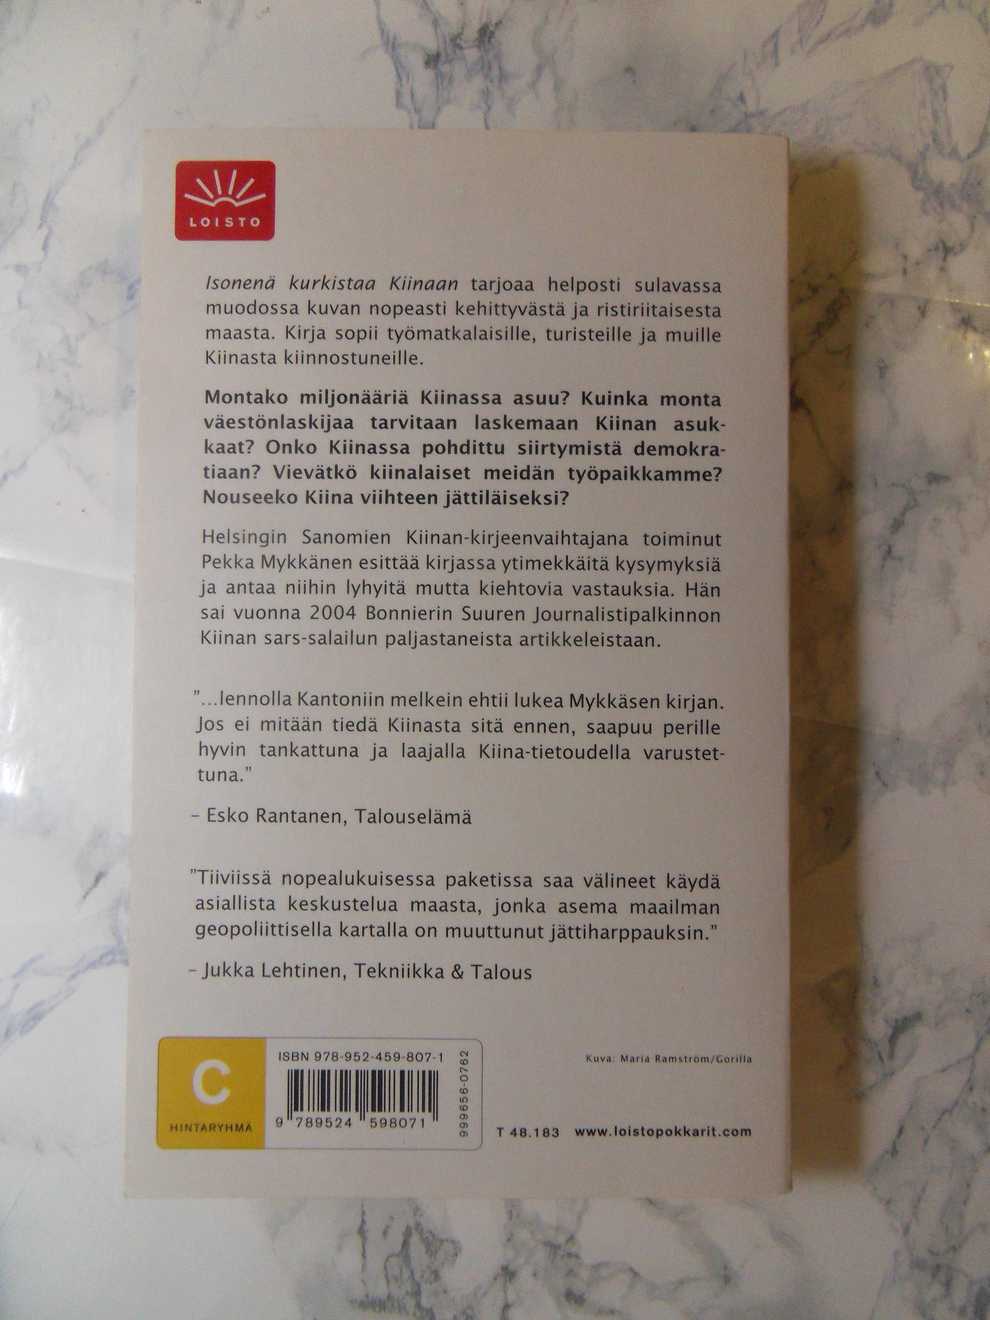 LOISTO
Isonenä kurkistaa Kiinaan tarjoaa helposti sulavassa
muodossa kuvan nopeasti kehittyvästä ja ristiriitaisesta
maasta. Kirja sopii työmatkalaisille, turisteille ja muille
Kiinasta kiinnostuneille.
Montako miljonääriä Kiinassa asuu? Kuinka monta
väestönlaskijaa tarvitaan laskemaan Kiinan asuk-
kaat? Onko Kiinassa pohdittu siirtymistä demokra-
tiaan? Vievätkö kiinalaiset meidän työpaikkamme?
Nouseeko Kiina viihteen jättiläiseksi?
Helsingin Sanomien Kiinan-kirjeenvaihtajana toiminut
Pekka Mykkänen esittää kirjassa ytimekkäitä kysymyksiä
ja antaa niihin lyhyitä mutta kiehtovia vastauksia. Hän
sai vuonna 2004 Bonnierin Suuren Journalistipalkinnon
Kiinan sars-salailun paljastaneista artikkeleistaan.
"...lennolla Kantoniin melkein ehtii lukea Mykkäsen kirjan.
Jos ei mitään tiedä Kiinasta sitä ennen, saapuu perille
hyvin tankattuna ja laajalla Kiina-tietoudella varustet-
tuna."
– Esko Rantanen, Talouselämä
"Tiiviissä nopealukuisessa paketissa saa välineet käydä
asiallista keskustelua maasta, jonka asema maailman
geopoliittisella kartalla on muuttunut jättiharppauksin."
– Jukka Lehtinen, Tekniikka & Talous
C
HINTARYHMÄ
ISBN 978-952-459-807-1
9 789524 598071
999656-0762
Kuva: Maria Ramström/Gorilla
T 48.183 www.loistopokkarit.com